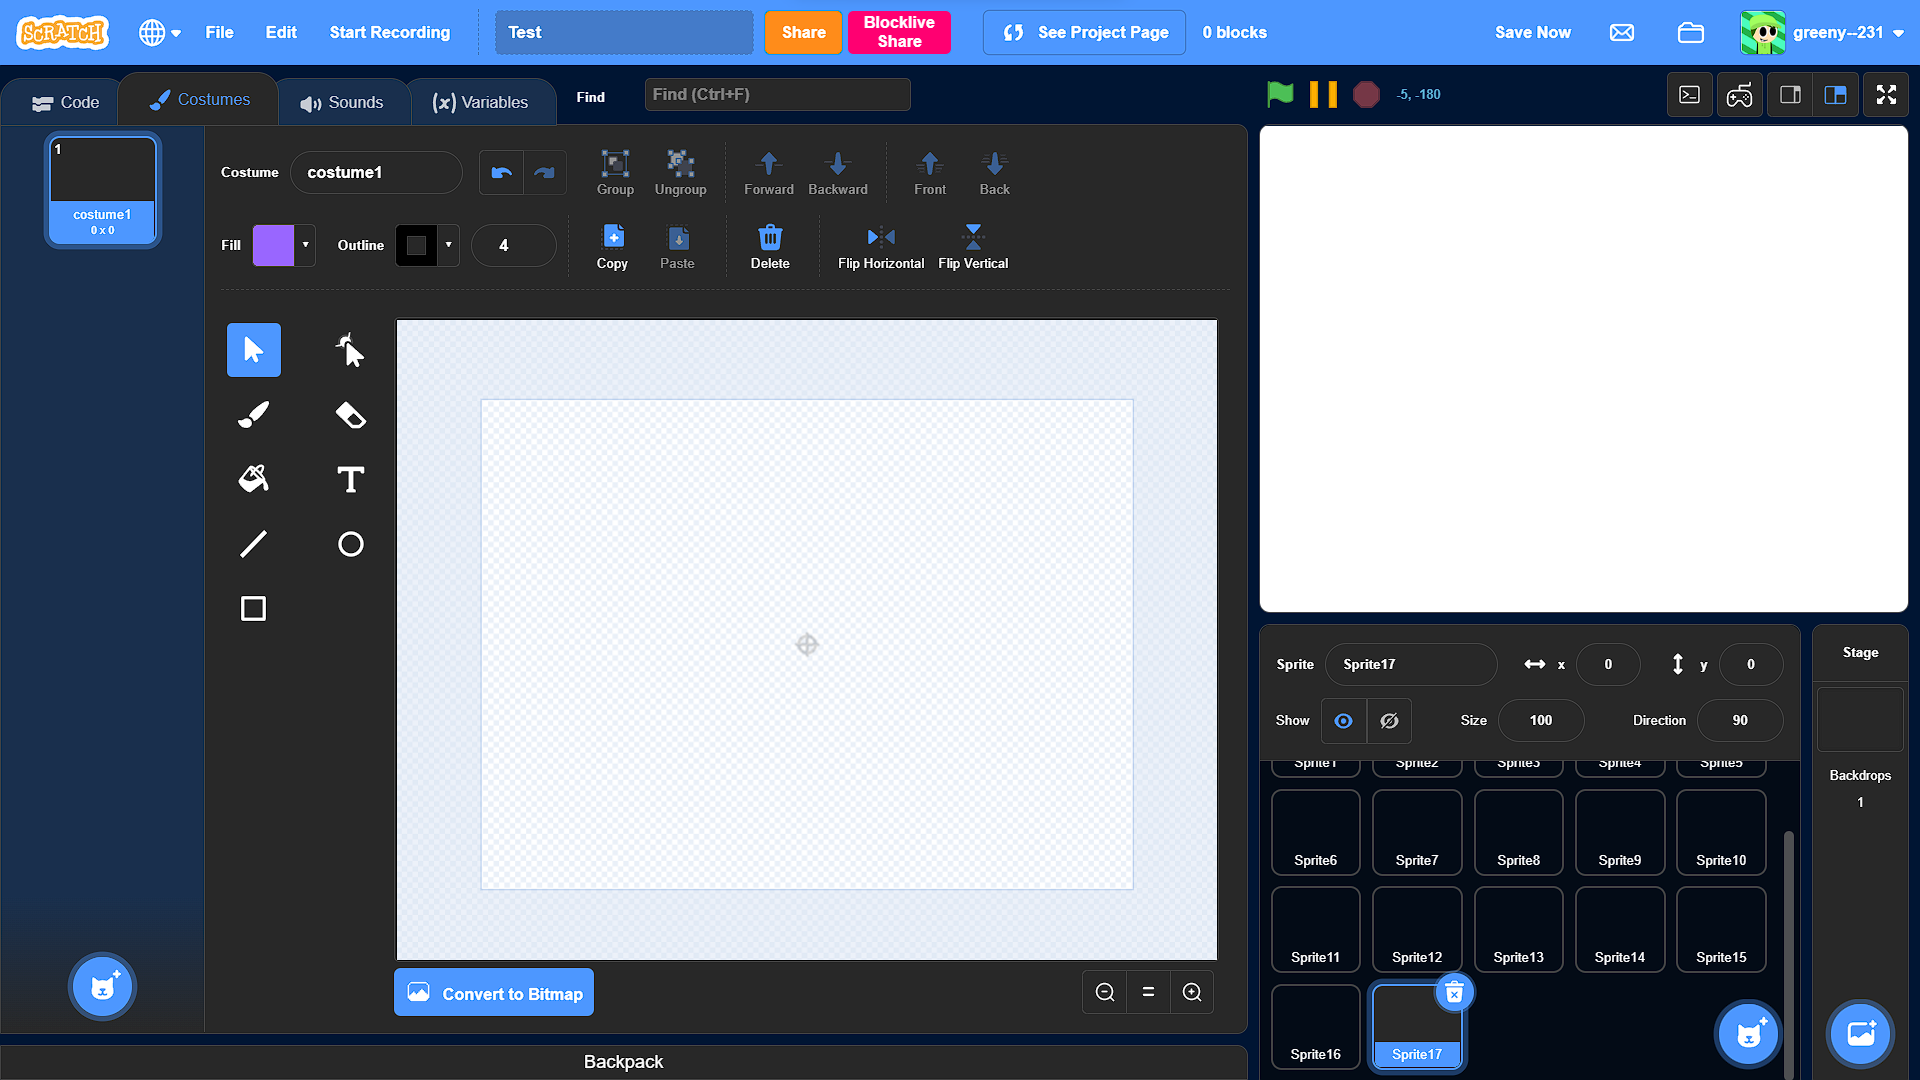 SCRATCH
File
Edit
Start Recording
Test
Share
Blocklive
Share
See Project Page
0 blocks
Save Now
greeny--231
Code
Costumes
Sounds
(x) Variables
Find
Find (Ctrl+F)
-5, -180
1
costume1
0 x 0
Costume
costume1
Group
Ungroup
Forward
Backward
Front
Back
Fill
Outline
4
Copy
Paste
Delete
Flip Horizontal
Flip Vertical
T
Convert to Bitmap
=
Backpack
Sprite
Sprite17
x
0
y
0
Show
Size
100
Direction
90
Sprite1
Sprite2
Sprite3
Sprite4
Sprite5
Sprite6
Sprite7
Sprite8
Sprite9
Sprite10
Sprite11
Sprite12
Sprite13
Sprite14
Sprite15
Sprite16
Sprite17
Stage
Backdrops
1